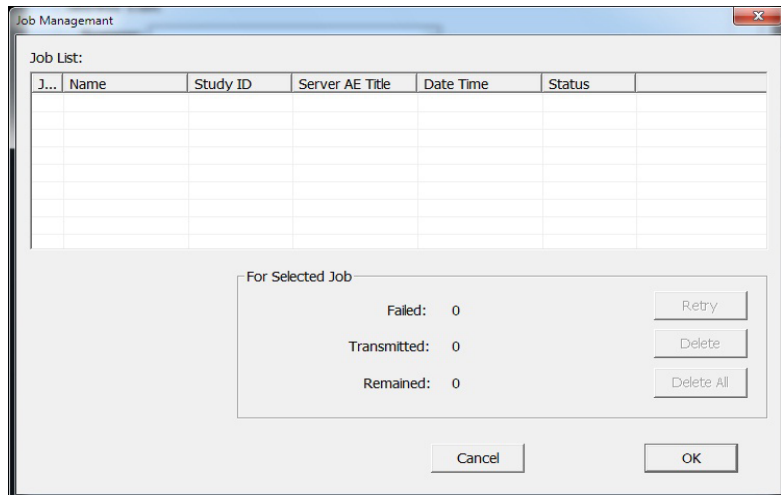 Job Managemant
Job List:
J... Name Study ID Server AE Title Date Time Status
For Selected Job
Failed: 0 Retry
Transmitted: 0 Delete
Remained: 0 Delete All
Cancel OK